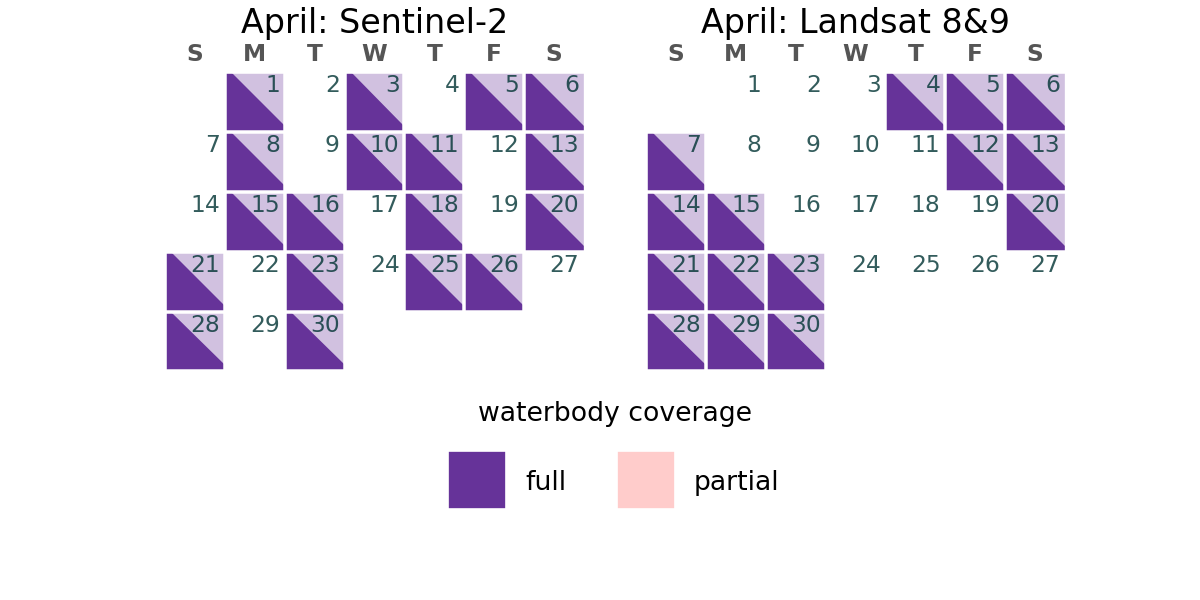 April: Sentinel-2
S M T W T F S
1 2 3 4 5 6
7 8 9 10 11 12 13
14 15 16 17 18 19 20
21 22 23 24 25 26 27
28 29 30
April: Landsat 8&9
S M T W T F S
1 2 3 4 5 6
7 8 9 10 11 12 13
14 15 16 17 18 19 20
21 22 23 24 25 26 27
28 29 30
waterbody coverage
full partial